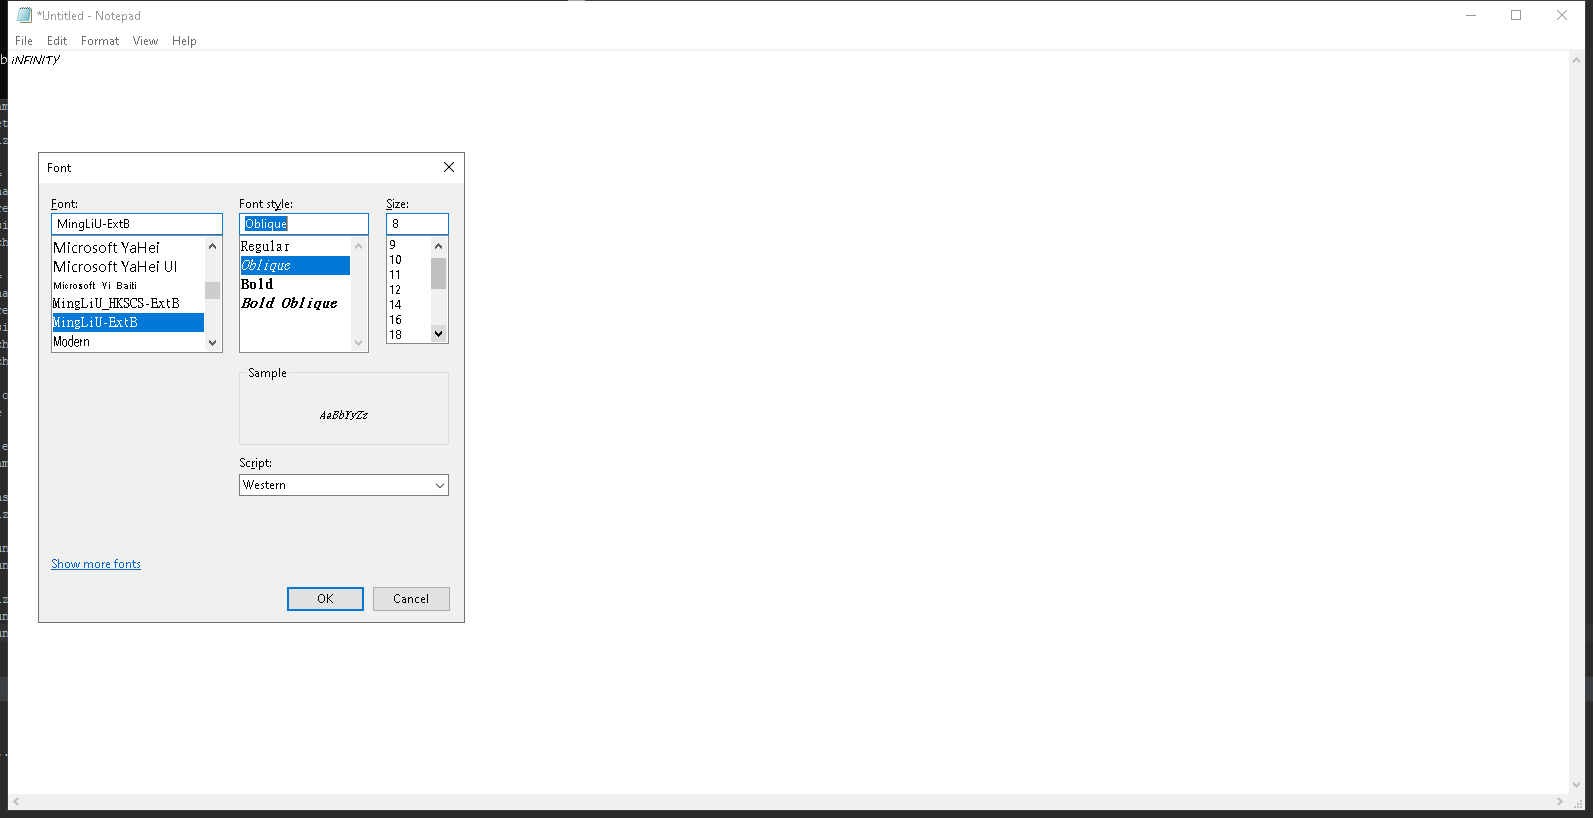 *Untitled - Notepad
File Edit Format View Help
iNFINITY
Font
Font: Font style: Size:
MingLiU-ExtB Oblique 8
Microsoft YaHei
Microsoft YaHei UI
Microsoft Yi Baiti
MingLiU_HKSCS-ExtB
MingLiU-ExtB
Modern
Regular
Oblique
Bold
Bold Oblique
9
10
11
12
14
16
18
Sample
AaBbYyZz
Script:
Western
Show more fonts
OK Cancel